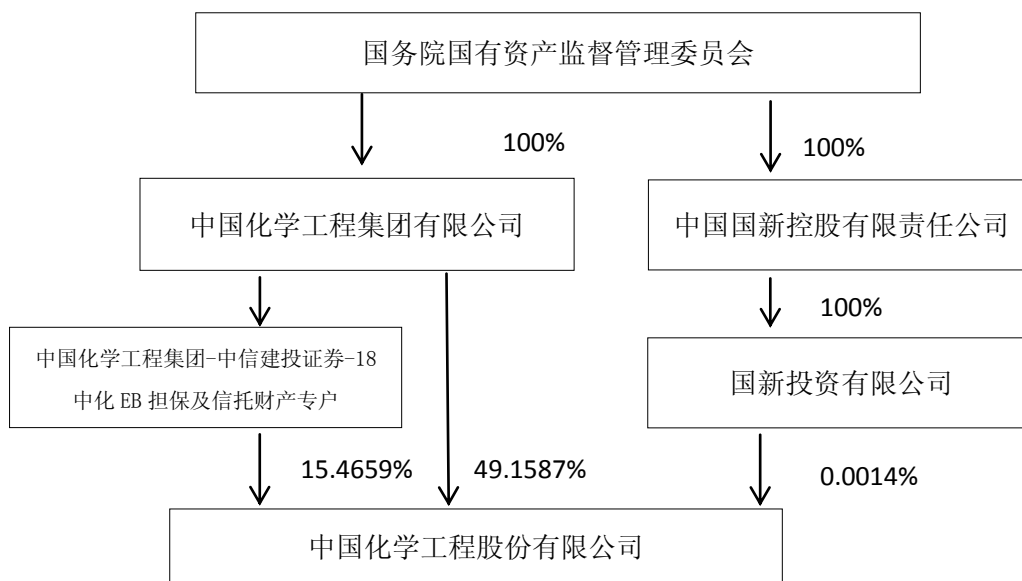 国务院国有资产监督管理委员会
100%
100%
中国化学工程集团有限公司
中国国新控股有限责任公司
100%
中国化学工程集团-中信建投证券-18
中化 EB 担保及信托财产专户
国新投资有限公司
15.4659%
49.1587%
0.0014%
中国化学工程股份有限公司